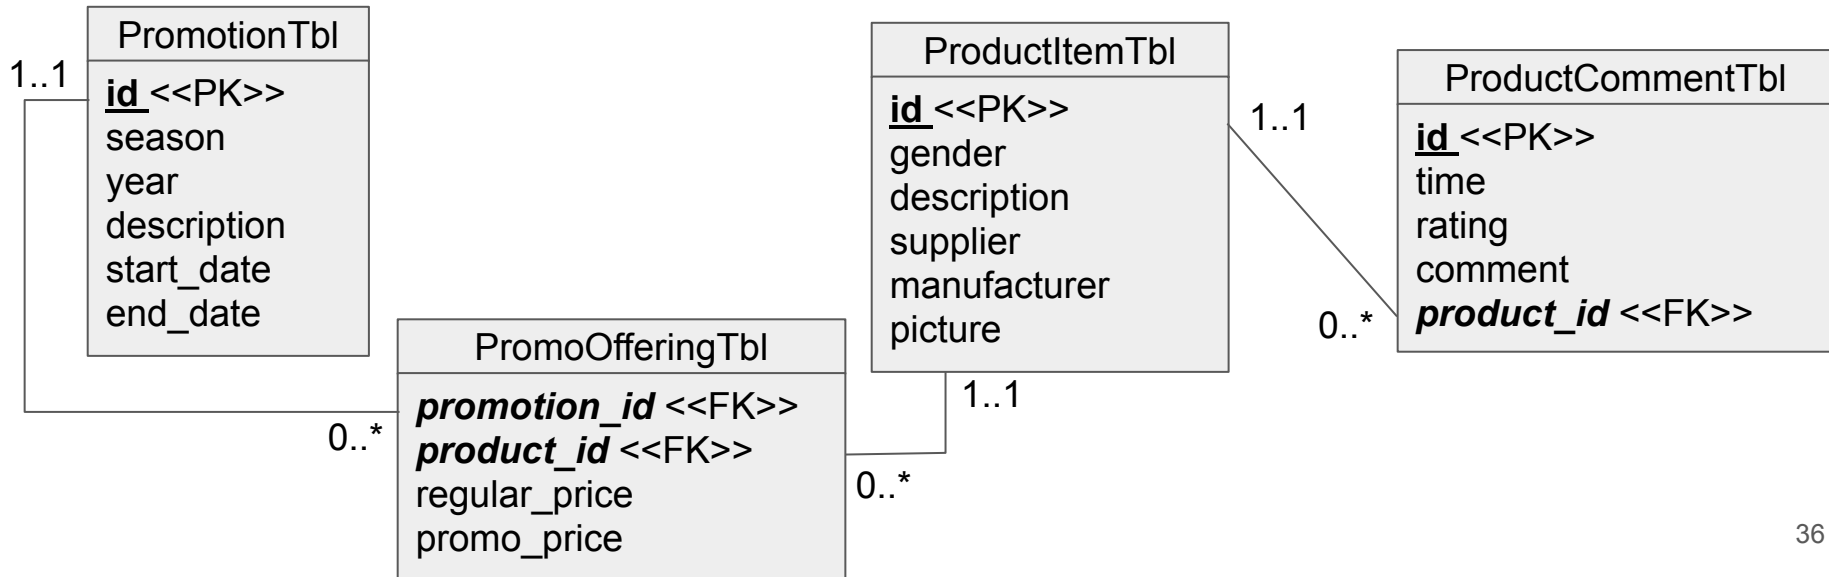 PromotionTbl
1..1
id <<PK>>
season
year
description
start_date
end_date
0..*
PromoOfferingTbl
promotion_id <<FK>>
product_id <<FK>>
regular_price
promo_price
0..*
1..1
ProductItemTbl
id <<PK>>
gender
description
supplier
manufacturer
picture
1..1
0..*
ProductCommentTbl
id <<PK>>
time
rating
comment
product_id <<FK>>
36